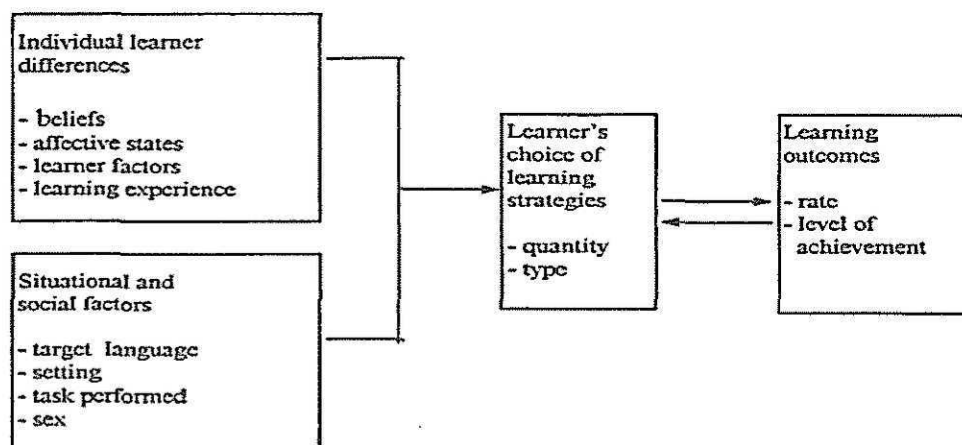 Individual learner
differences
- beliefs
- affective states
- learner factors
- learning experience
Situational and
social factors
- target language
- setting
- task performed
- sex
Learner's
choice of
learning
strategies
- quantity
- type
Learning
outcomes
- rate
- level of
achievement